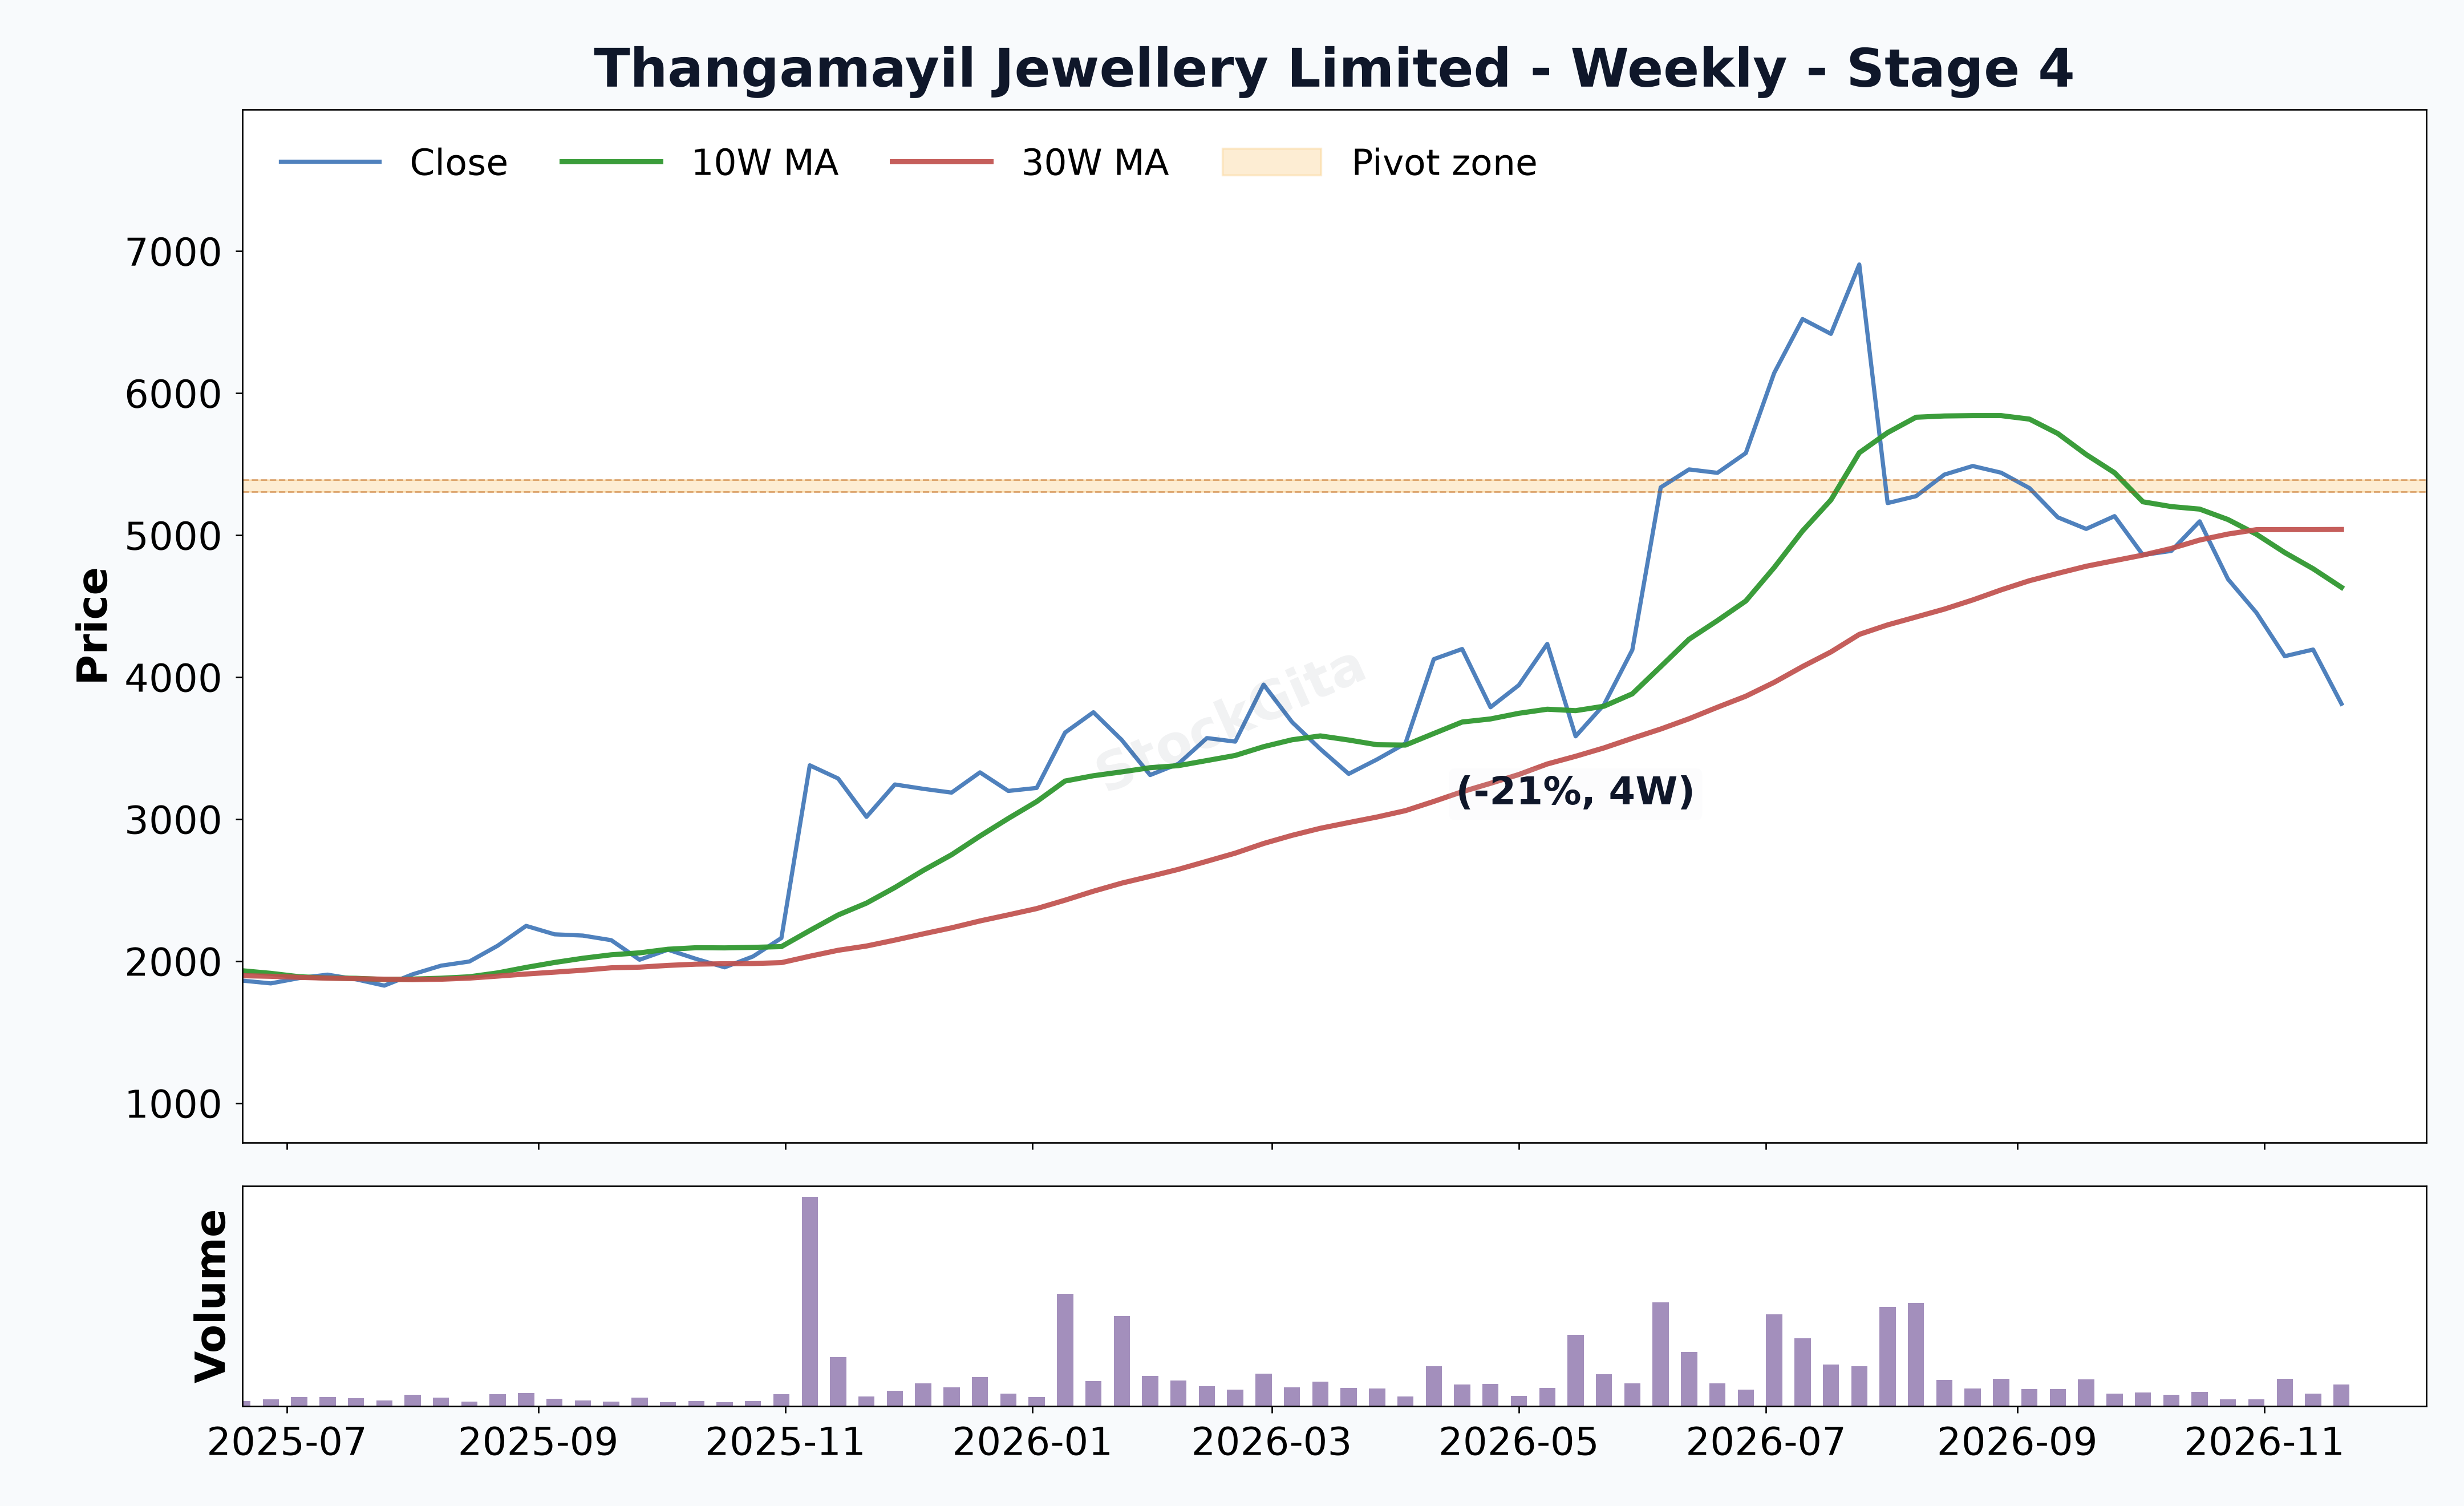 Thangamayil Jewellery Limited - Weekly - Stage 4
Close
10W MA
30W MA
Pivot zone
7000
6000
5000
4000
3000
2000
1000
Price
StockGita
(-21%, 4W)
Volume
2025-07
2025-09
2025-11
2026-01
2026-03
2026-05
2026-07
2026-09
2026-11